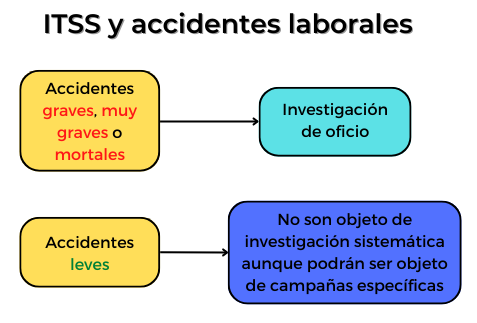 ITSS y accidentes laborales
Accidentes
graves, muy
graves o
mortales
Investigación
de oficio
Accidentes
leves
No son objeto de
investigación sistemática
aunque podrán ser objeto
de campañas específicas